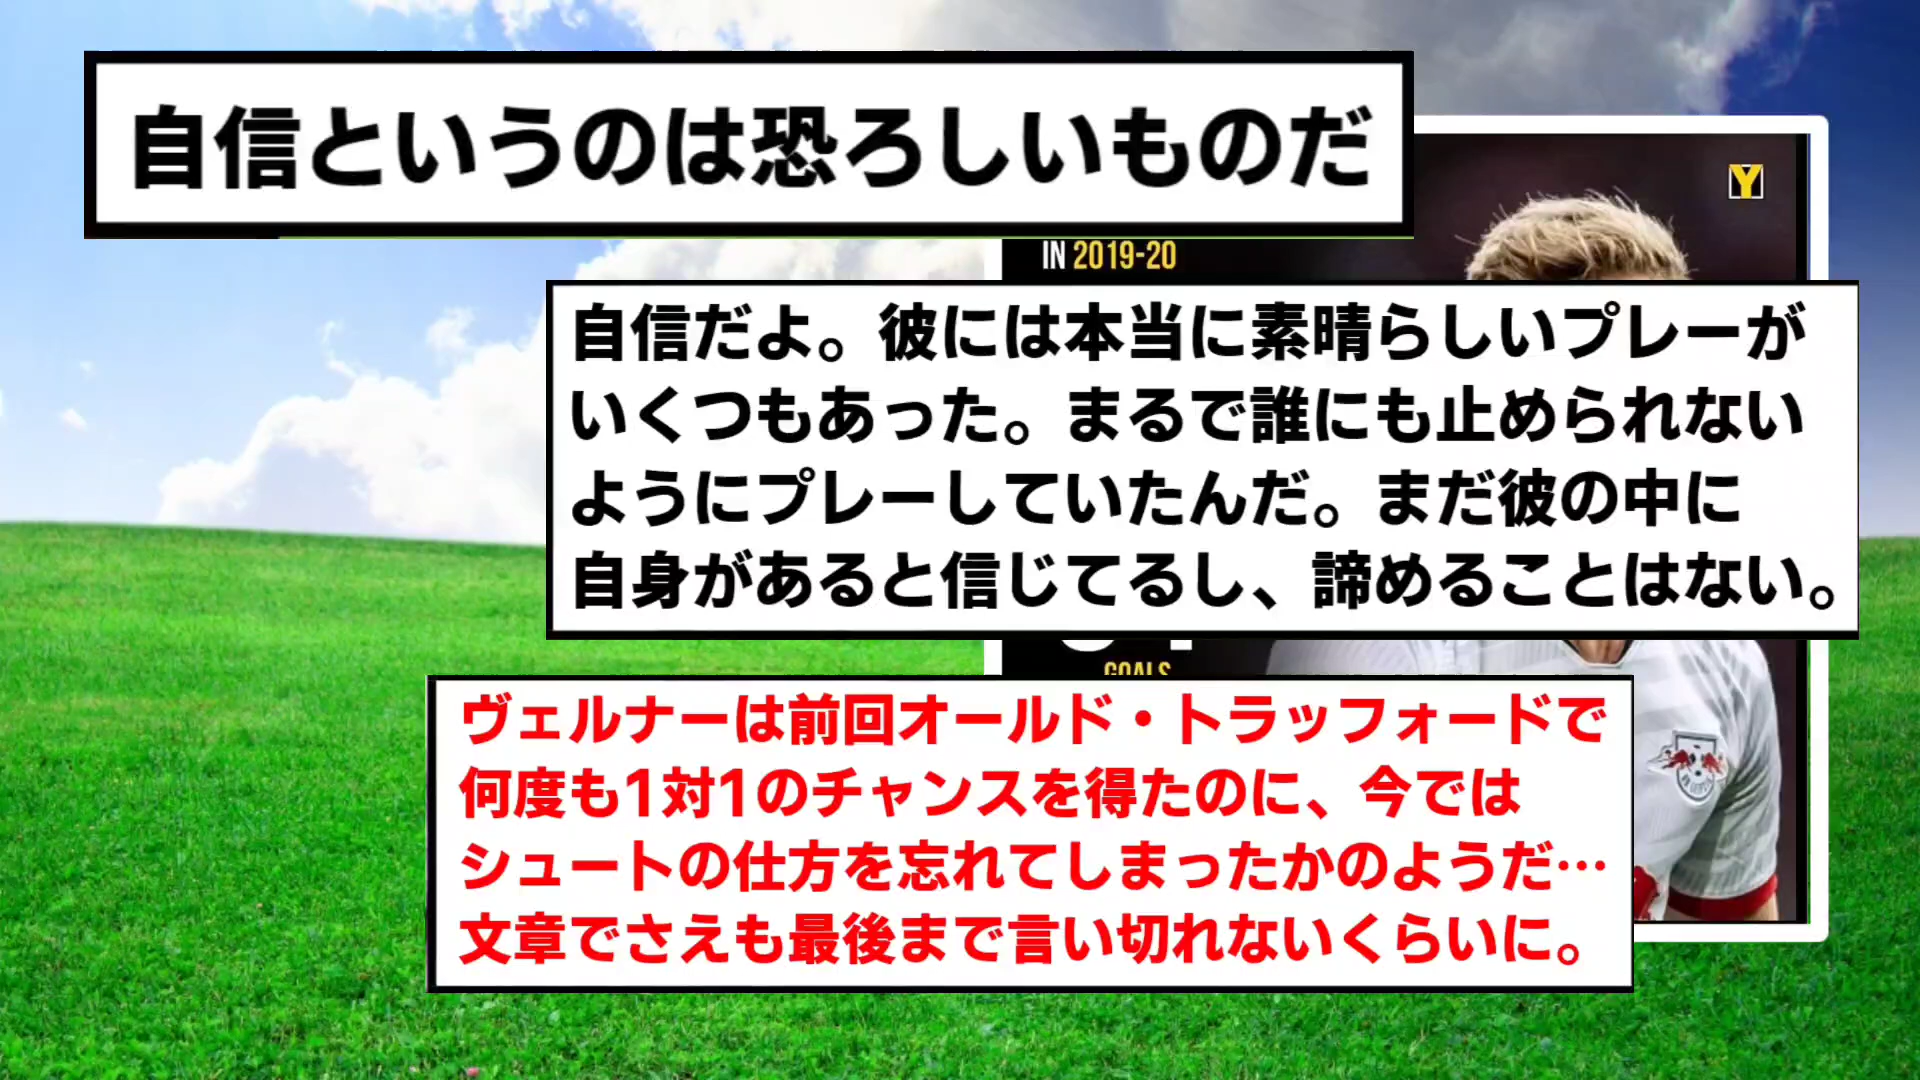 自信というのは恐ろしいものだ
Y
IN 2019-20
自信だよ。彼には本当に素晴らしいプレーが
いくつもあった。まるで誰にも止められない
ようにプレーしていたんだ。まだ彼の中に
自身があると信じてるし、諦めることはない。
GOALS
ヴェルナーは前回オールド・トラッフォードで
何度も1対1のチャンスを得たのに、今では
シュートの仕方を忘れてしまったかのようだ…
文章でさえも最後まで言い切れないくらいに。